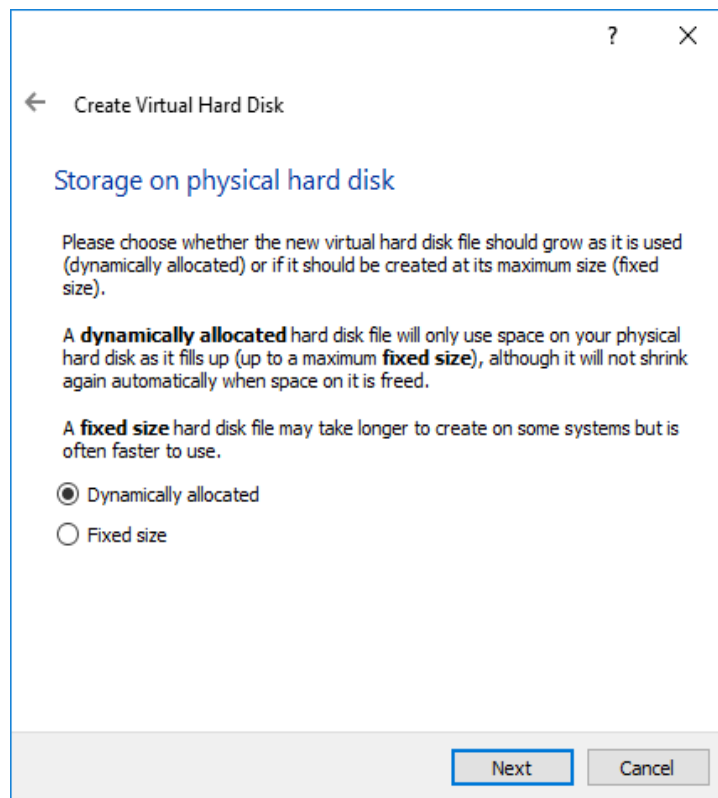 ?
Create Virtual Hard Disk
Storage on physical hard disk
Please choose whether the new virtual hard disk file should grow as it is used
(dynamically allocated) or if it should be created at its maximum size (fixed
size).
A dynamically allocated hard disk file will only use space on your physical
hard disk as it fills up (up to a maximum fixed size), although it will not shrink
again automatically when space on it is freed.
A fixed size hard disk file may take longer to create on some systems but is
often faster to use.
Dynamically allocated
Fixed size
Next Cancel